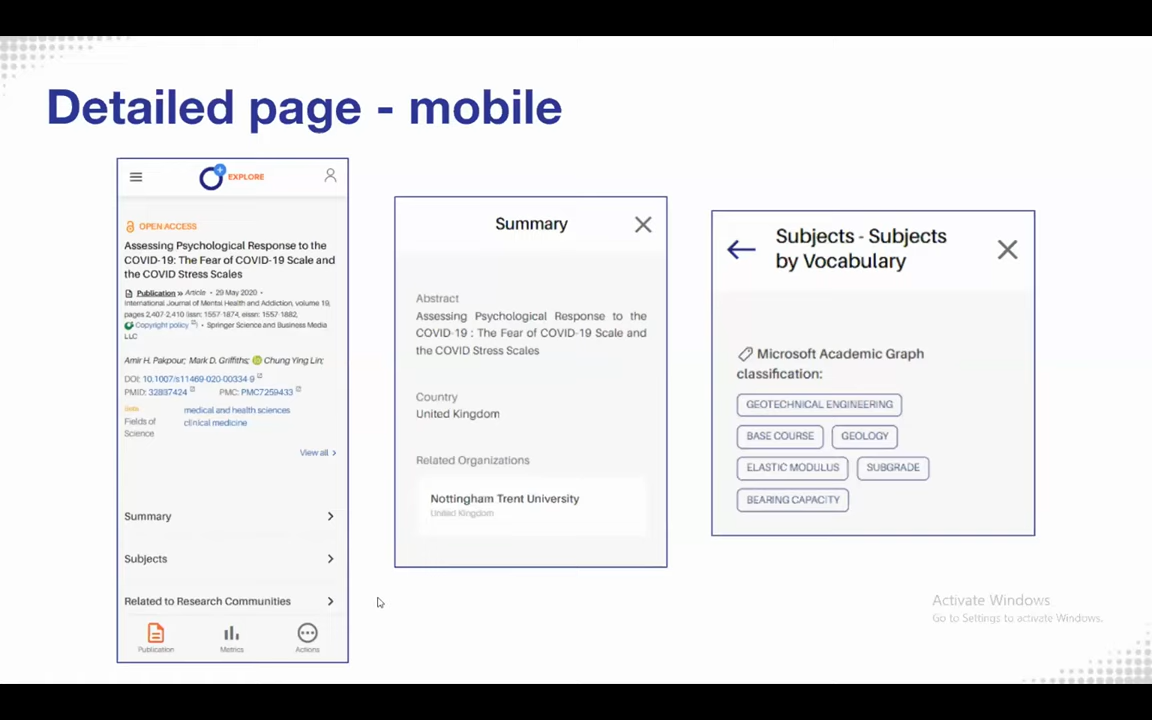 Detailed page - mobile
EXPLORE
OPEN ACCESS
Assessing Psychological Response to the
COVID-19: The Fear of COVID-19 Scale and
the COVID Stress Scales
Publication » Article • 29 May 2020 •
International Journal of Mental Health and Addiction, volume 19,
pages 2,407-2,410 (issn: 1557-1874, eissn: 1557-1882,
Copyright policy) • Springer Science and Business Media
LLC
Amir H. Pakpour; Mark D. Griffiths; Chung Ying Lin;
DOI: 10.1007/s11469-020-00334-9
PMID: 32837424 PMC: PMC7259433
Beta
Fields of
Science
medical and health sciences
clinical medicine
View all
Summary
Subjects
Related to Research Communities
Publication
Metrics
Actions
Summary
Abstract
Assessing Psychological Response to the
COVID-19 : The Fear of COVID-19 Scale and
the COVID Stress Scales
Country
United Kingdom
Related Organizations
Nottingham Trent University
United Kingdom
Subjects - Subjects
by Vocabulary
Microsoft Academic Graph
classification:
GEOTECHNICAL ENGINEERING
BASE COURSE GEOLOGY
ELASTIC MODULUS SUBGRADE
BEARING CAPACITY
Activate Windows
Go to Settings to activate Windows.